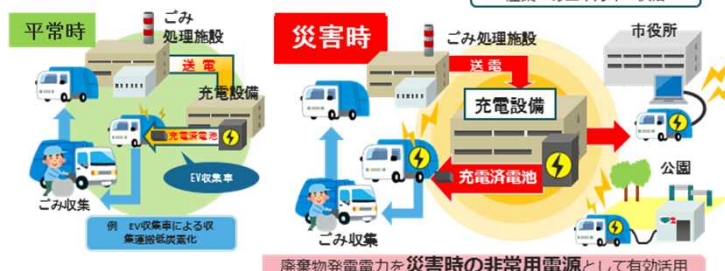 平常時
ごみ
処理施設
送電
充電設備
充電済電池
EV収集車
ごみ収集
例 EV収集車による収
集運搬低炭素化
災害時
ごみ処理施設
送電
充電設備
充電済電池
ごみ収集
市役所
公園
廃棄物発電電力を災害時の非常用電源として有効活用